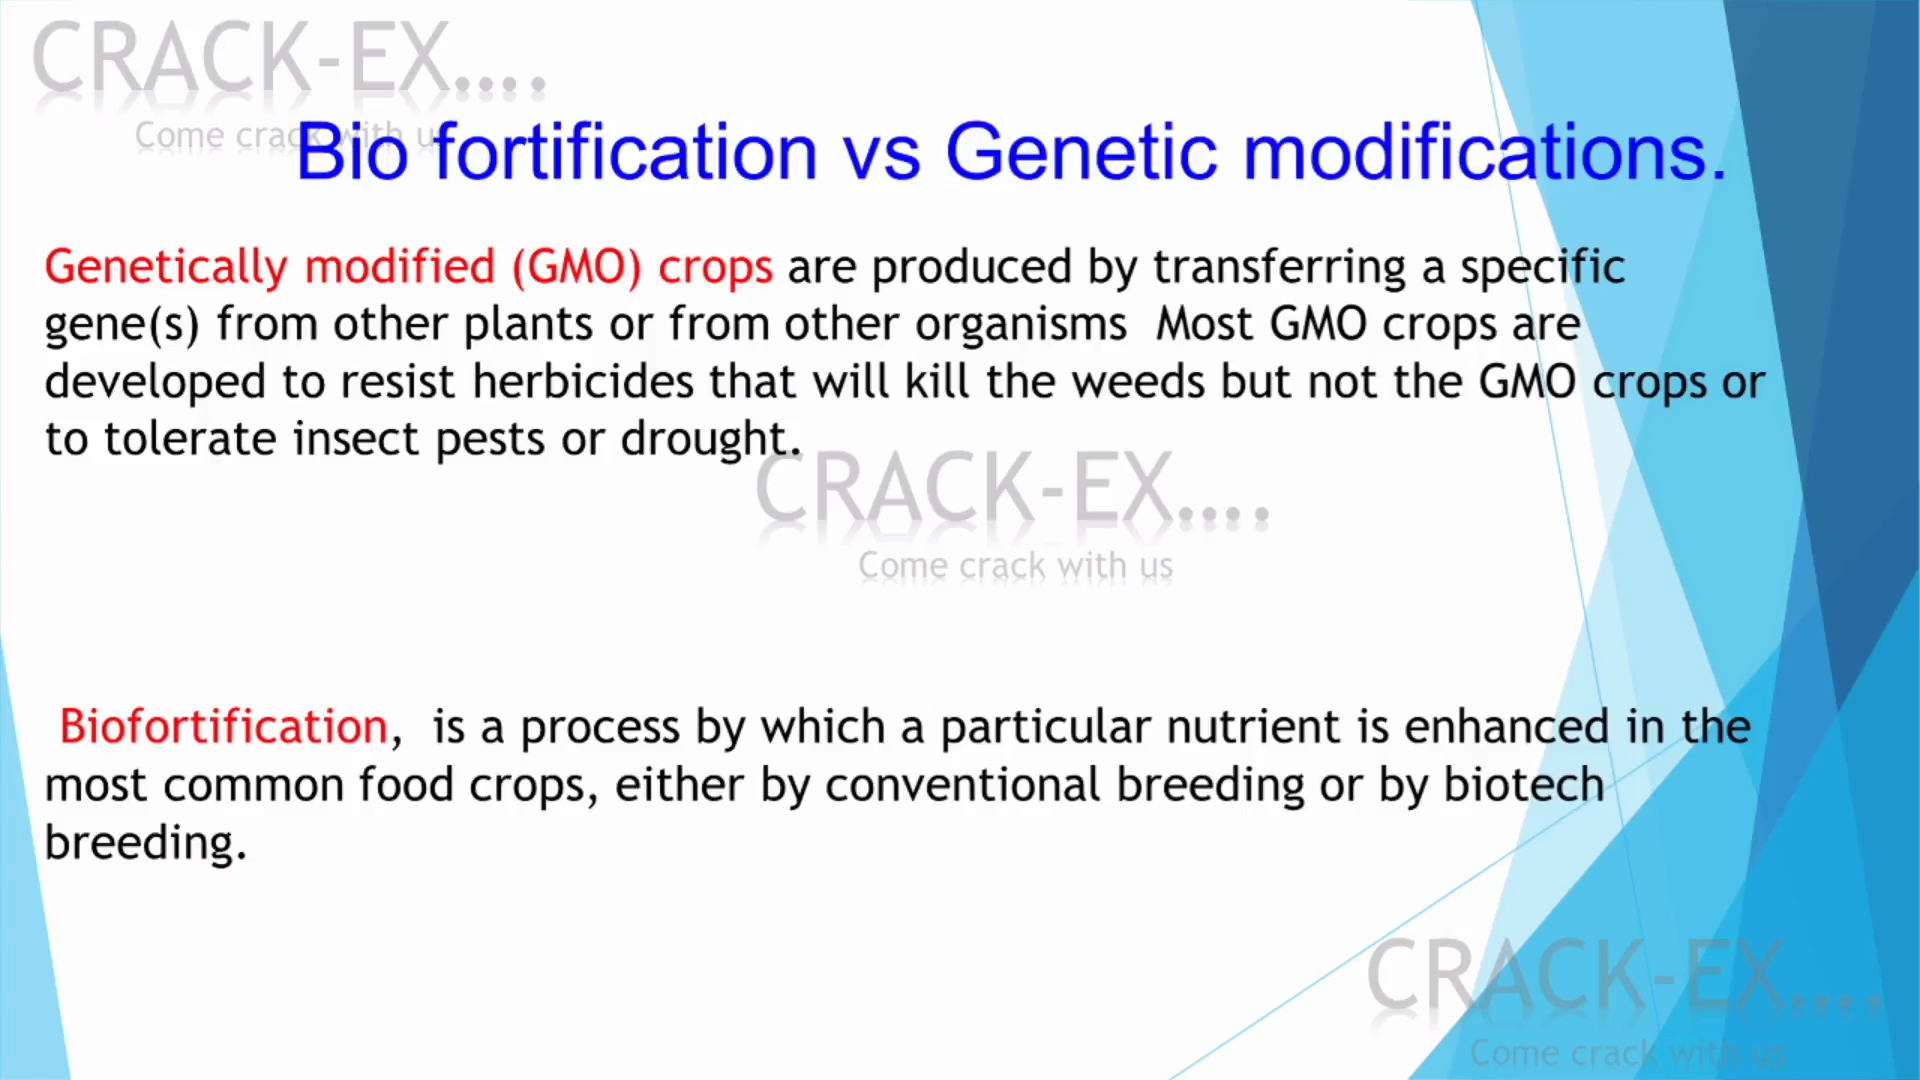 CRACK-EX....
Come crack with us
Bio fortification vs Genetic modifications.
Genetically modified (GMO) crops are produced by transferring a specific
gene(s) from other plants or from other organisms  Most GMO crops are
developed to resist herbicides that will kill the weeds but not the GMO crops or
to tolerate insect pests or drought.
CRACK-EX....
Come crack with us
Biofortification,  is a process by which a particular nutrient is enhanced in the
most common food crops, either by conventional breeding or by biotech
breeding.
CRACK-EX....
Come crack with us